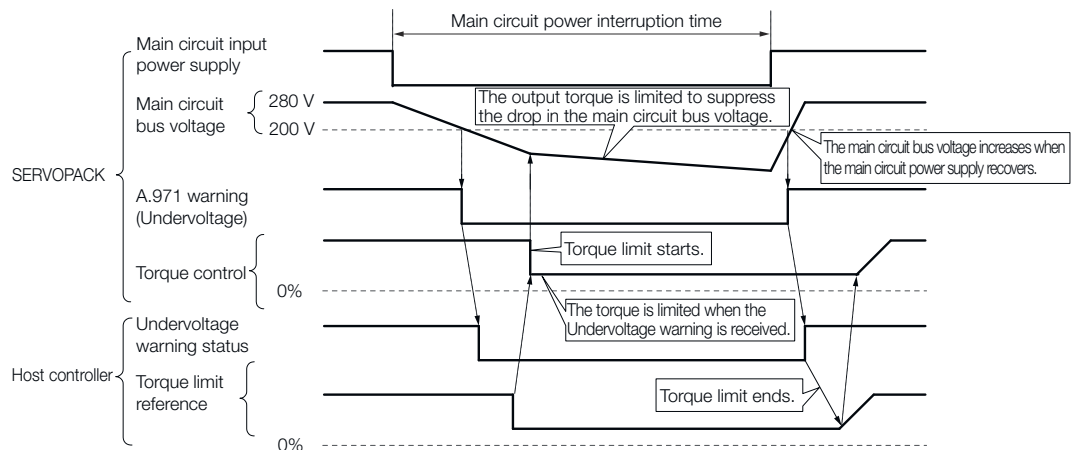 Main circuit power interruption time
Main circuit input
power supply
Main circuit
bus voltage
280 V
200 V
The output torque is limited to suppress
the drop in the main circuit bus voltage.
The main circuit bus voltage increases when
the main circuit power supply recovers.
SERVOPACK
A.971 warning
(Undervoltage)
Torque limit starts.
Torque control
0%
The torque is limited when the
Undervoltage warning is received.
Undervoltage
warning status
Host controller
Torque limit
reference
Torque limit ends.
0%